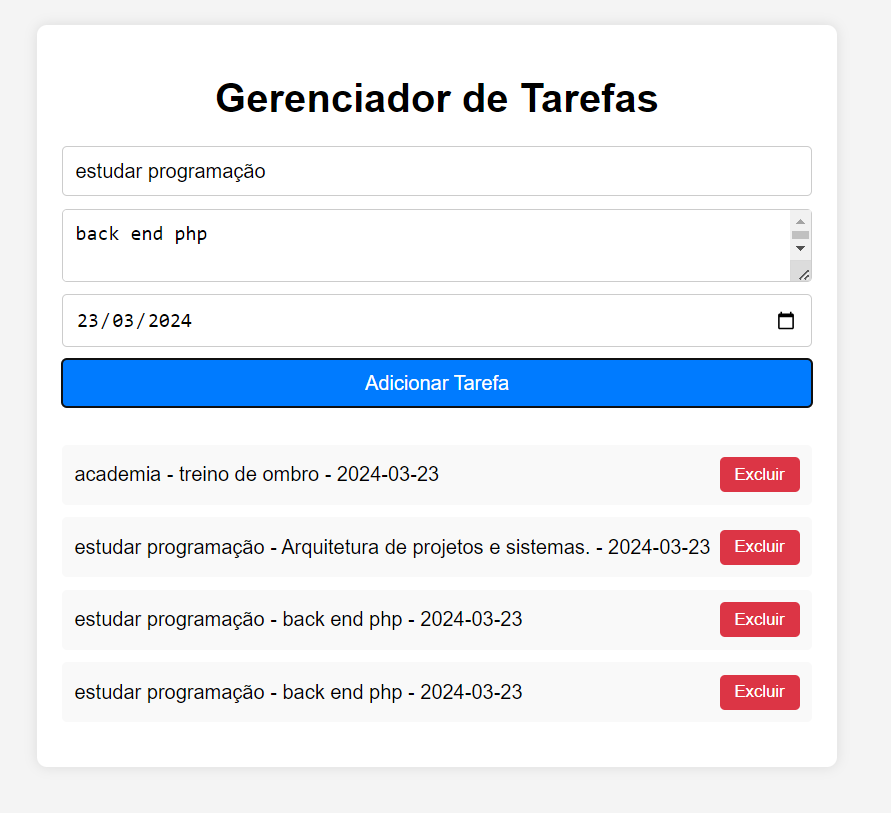 Gerenciador de Tarefas
estudar programação
back end php
23/03/2024
Adicionar Tarefa
academia - treino de ombro - 2024-03-23 Excluir
estudar programação - Arquitetura de projetos e sistemas. - 2024-03-23 Excluir
estudar programação - back end php - 2024-03-23 Excluir
estudar programação - back end php - 2024-03-23 Excluir